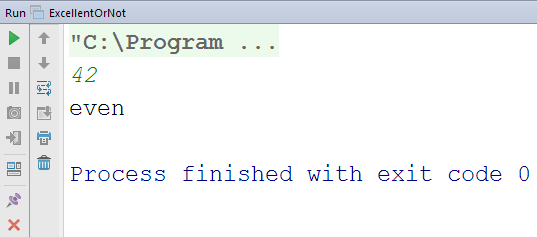 Run ExcellentOrNot
"C:\Program ...
42
even
Process finished with exit code 0